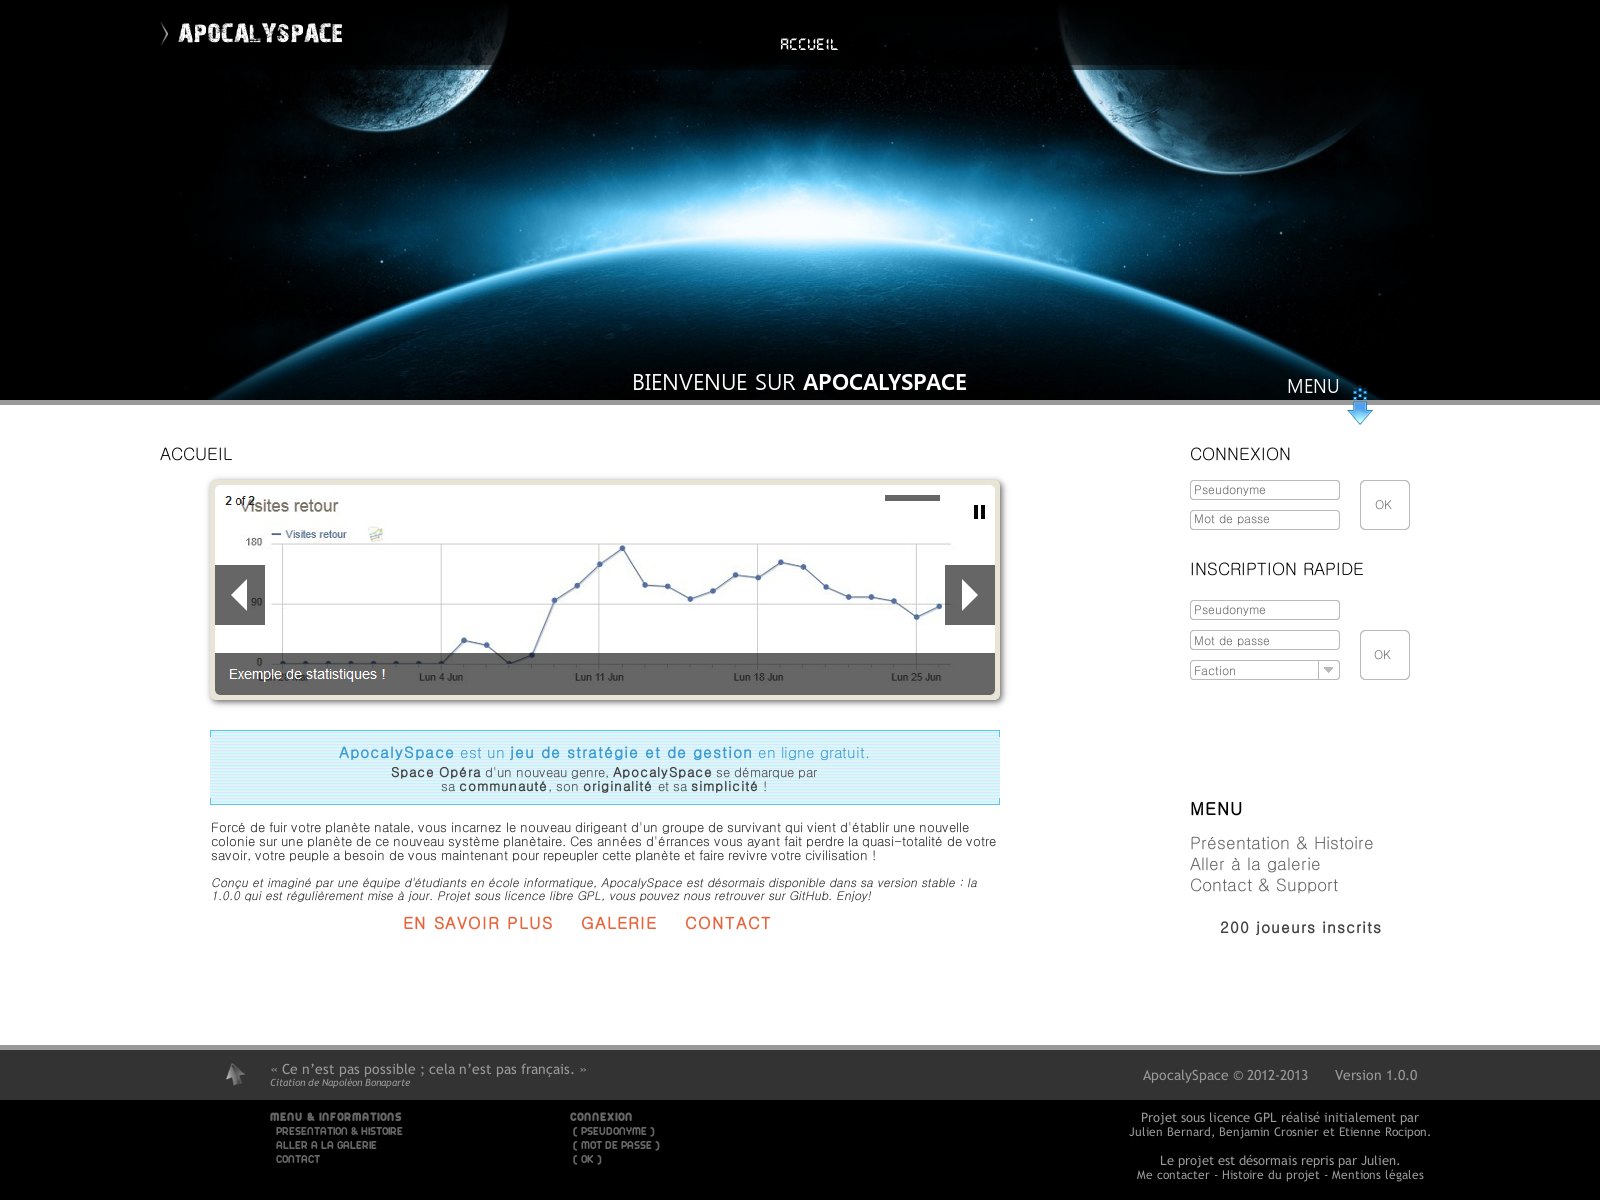 APOCALYSPACE
ACCUEIL
BIENVENUE SUR APOCALYSPACE
MENU
ACCUEIL
2 of 2
Visites retour
Visites retour
180
90
0
Lun 4 Jun
Lun 11 Jun
Lun 18 Jun
Lun 25 Jun
Exemple de statistiques !
ApocalySpace est un jeu de stratégie et de gestion en ligne gratuit.
Space Opéra d'un nouveau genre, ApocalySpace se démarque par
sa communauté, son originalité et sa simplicité !
Forcé de fuir votre planète natale, vous incarnez le nouveau dirigeant d'un groupe de survivant qui vient d'établir une nouvelle
colonie sur une planète de ce nouveau système planétaire. Ces années d'érrances vous ayant fait perdre la quasi-totalité de votre
savoir, votre peuple a besoin de vous maintenant pour repeupler cette planète et faire revivre votre civilisation !
Conçu et imaginé par une équipe d'étudiants en école informatique, ApocalySpace est désormais disponible dans sa version stable : la
1.0.0 qui est régulièrement mise à jour. Projet sous licence libre GPL, vous pouvez nous retrouver sur GitHub. Enjoy!
EN SAVOIR PLUS GALERIE CONTACT
CONNEXION
Pseudonyme
Mot de passe
OK
INSCRIPTION RAPIDE
Pseudonyme
Mot de passe
Faction
OK
MENU
Présentation & Histoire
Aller à la galerie
Contact & Support
200 joueurs inscrits
« Ce n’est pas possible ; cela n’est pas français. »
Citation de Napoléon Bonaparte
ApocalySpace © 2012-2013 Version 1.0.0
MENU & INFORMATIONS
PRESENTATION & HISTOIRE
ALLER A LA GALERIE
CONTACT
CONNEXION
( PSEUDONYME )
( MOT DE PASSE )
( OK )
Projet sous licence GPL réalisé initialement par
Julien Bernard, Benjamin Crosnier et Etienne Rocipon.
Le projet est désormais repris par Julien.
Me contacter - Histoire du projet - Mentions légales